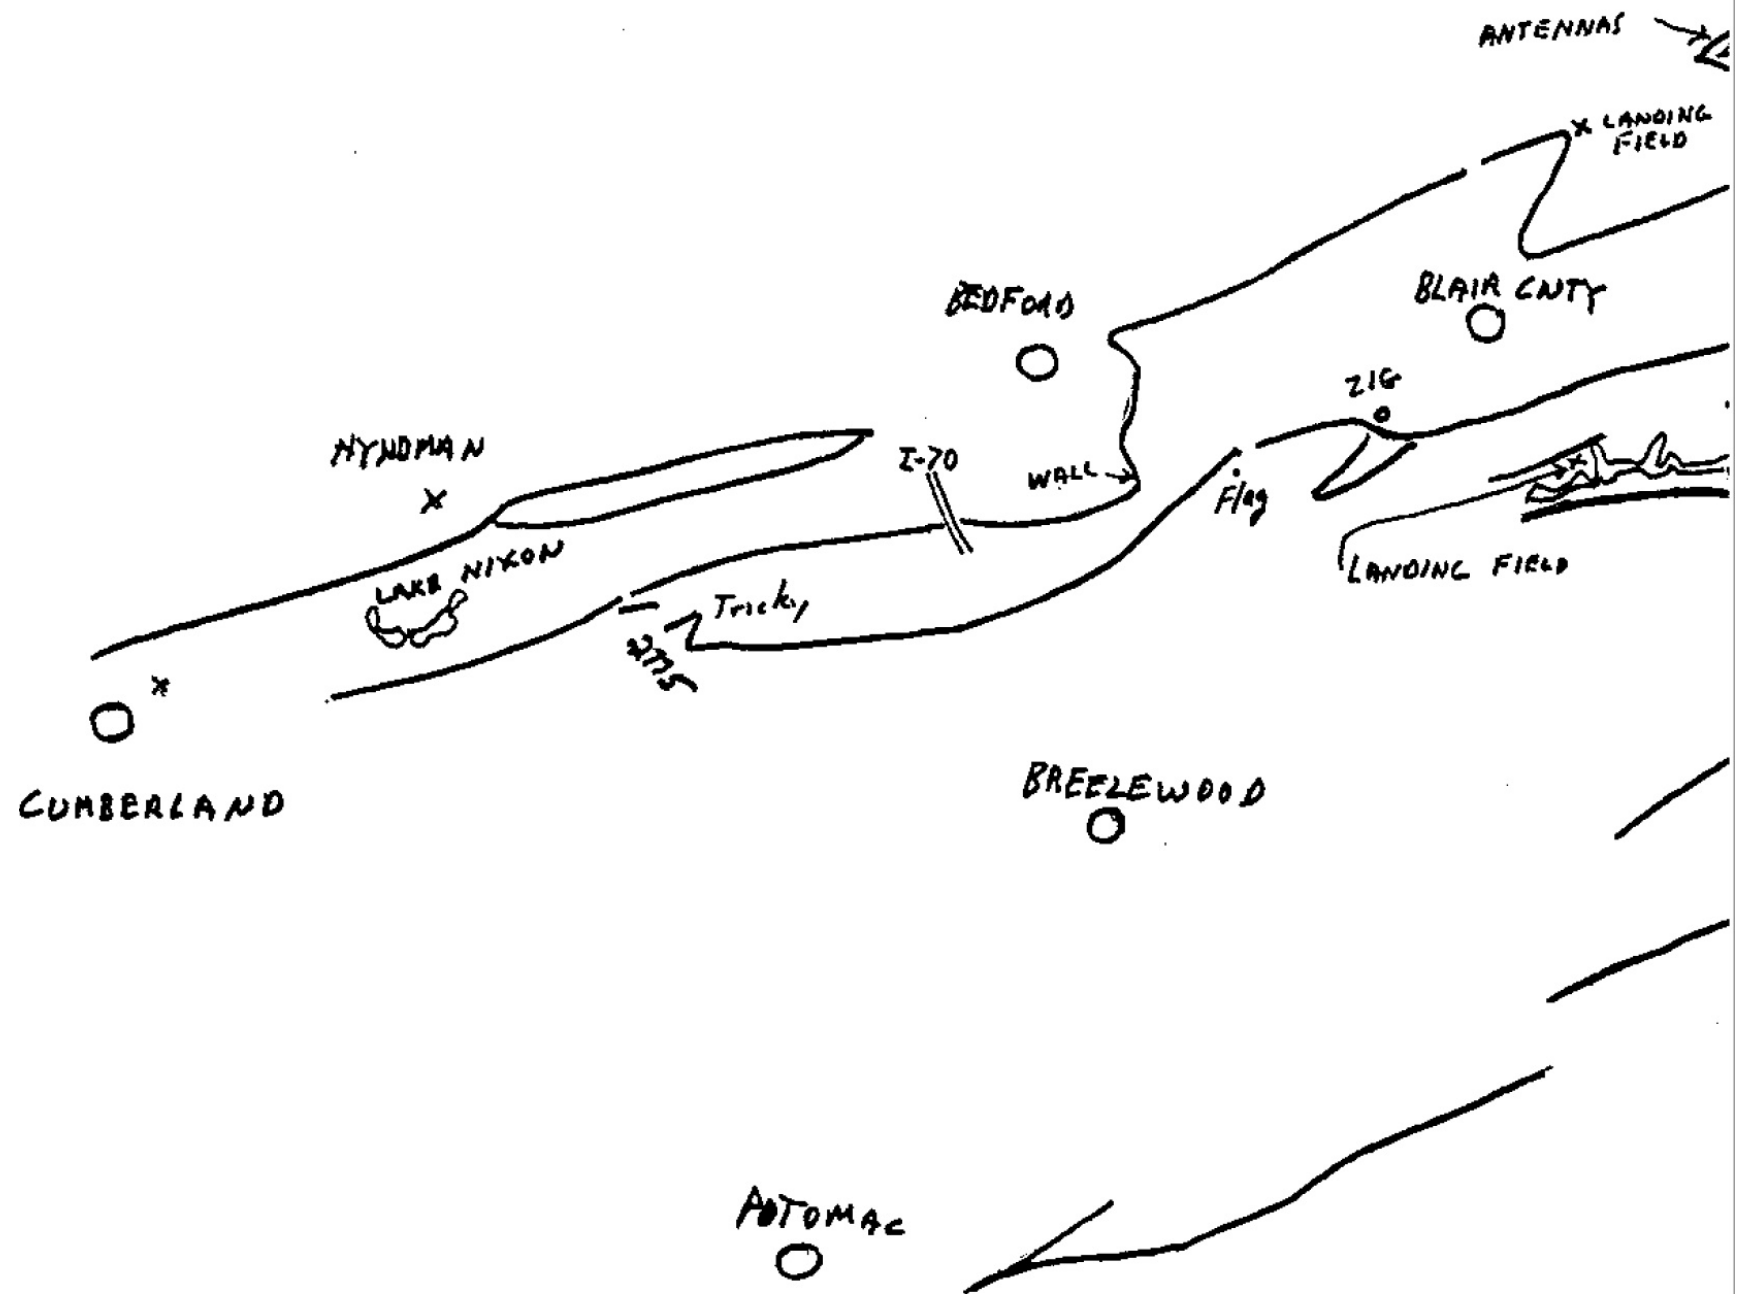 ANTENNAS
LANDING
FIELD
BEDFORD
BLAIR CNTY
ZIG
HYNDMAN
I-70
WALL
Flag
LAKE NIXON
LANDING FIELD
Tricky
CUMBERLAND
BREEZEWOOD
POTOMAC